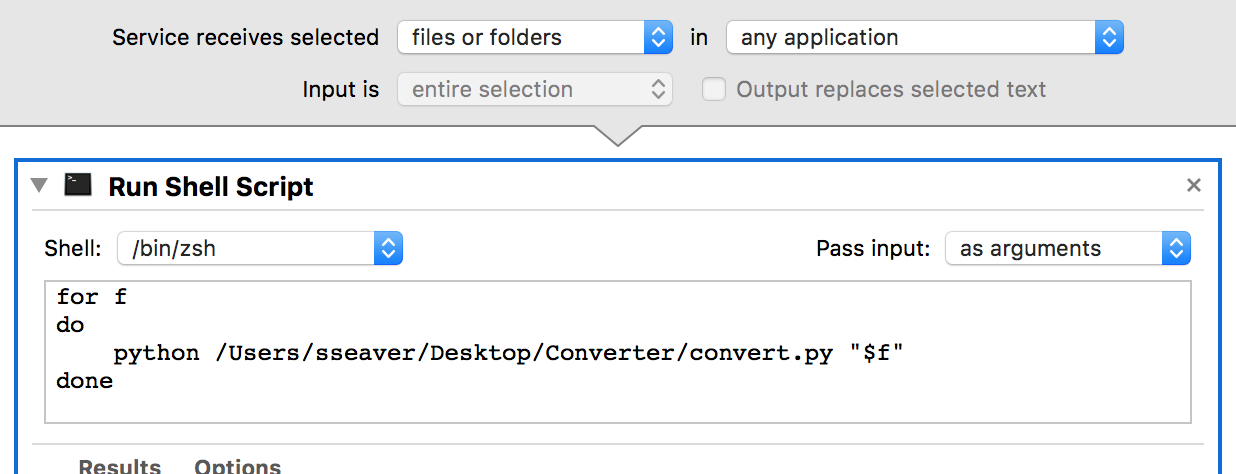 Service receives selected files or folders in any application
Input is entire selection Output replaces selected text
>_ Run Shell Script
Shell: /bin/zsh Pass input: as arguments
for f
do
    python /Users/sseaver/Desktop/Converter/convert.py "$f"
done
Results Options